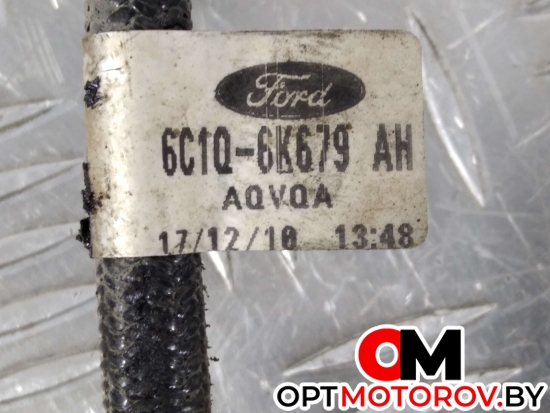 Ford
6C1Q-6K679 AH
AQVQA
17/12/10 13:48
OM
OPTMOTOROV.BY